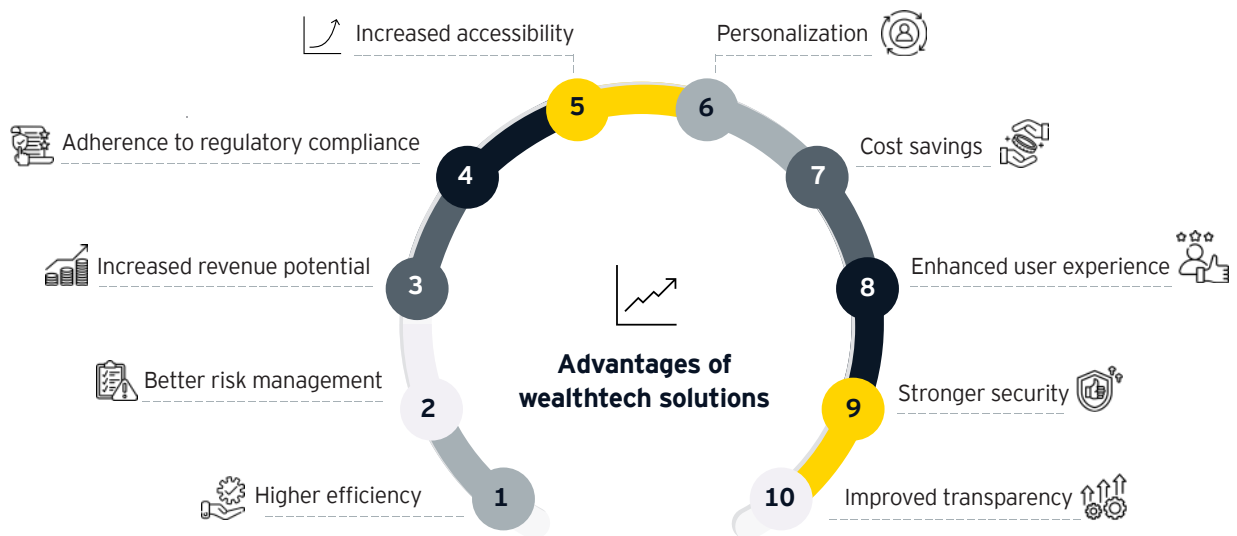 Increased accessibility
Personalization
5
6
Adherence to regulatory compliance
4
7
Cost savings
Increased revenue potential
3
8
Enhanced user experience
Advantages of
wealthtech solutions
Better risk management
2
9
Stronger security
Higher efficiency
1
10
Improved transparency